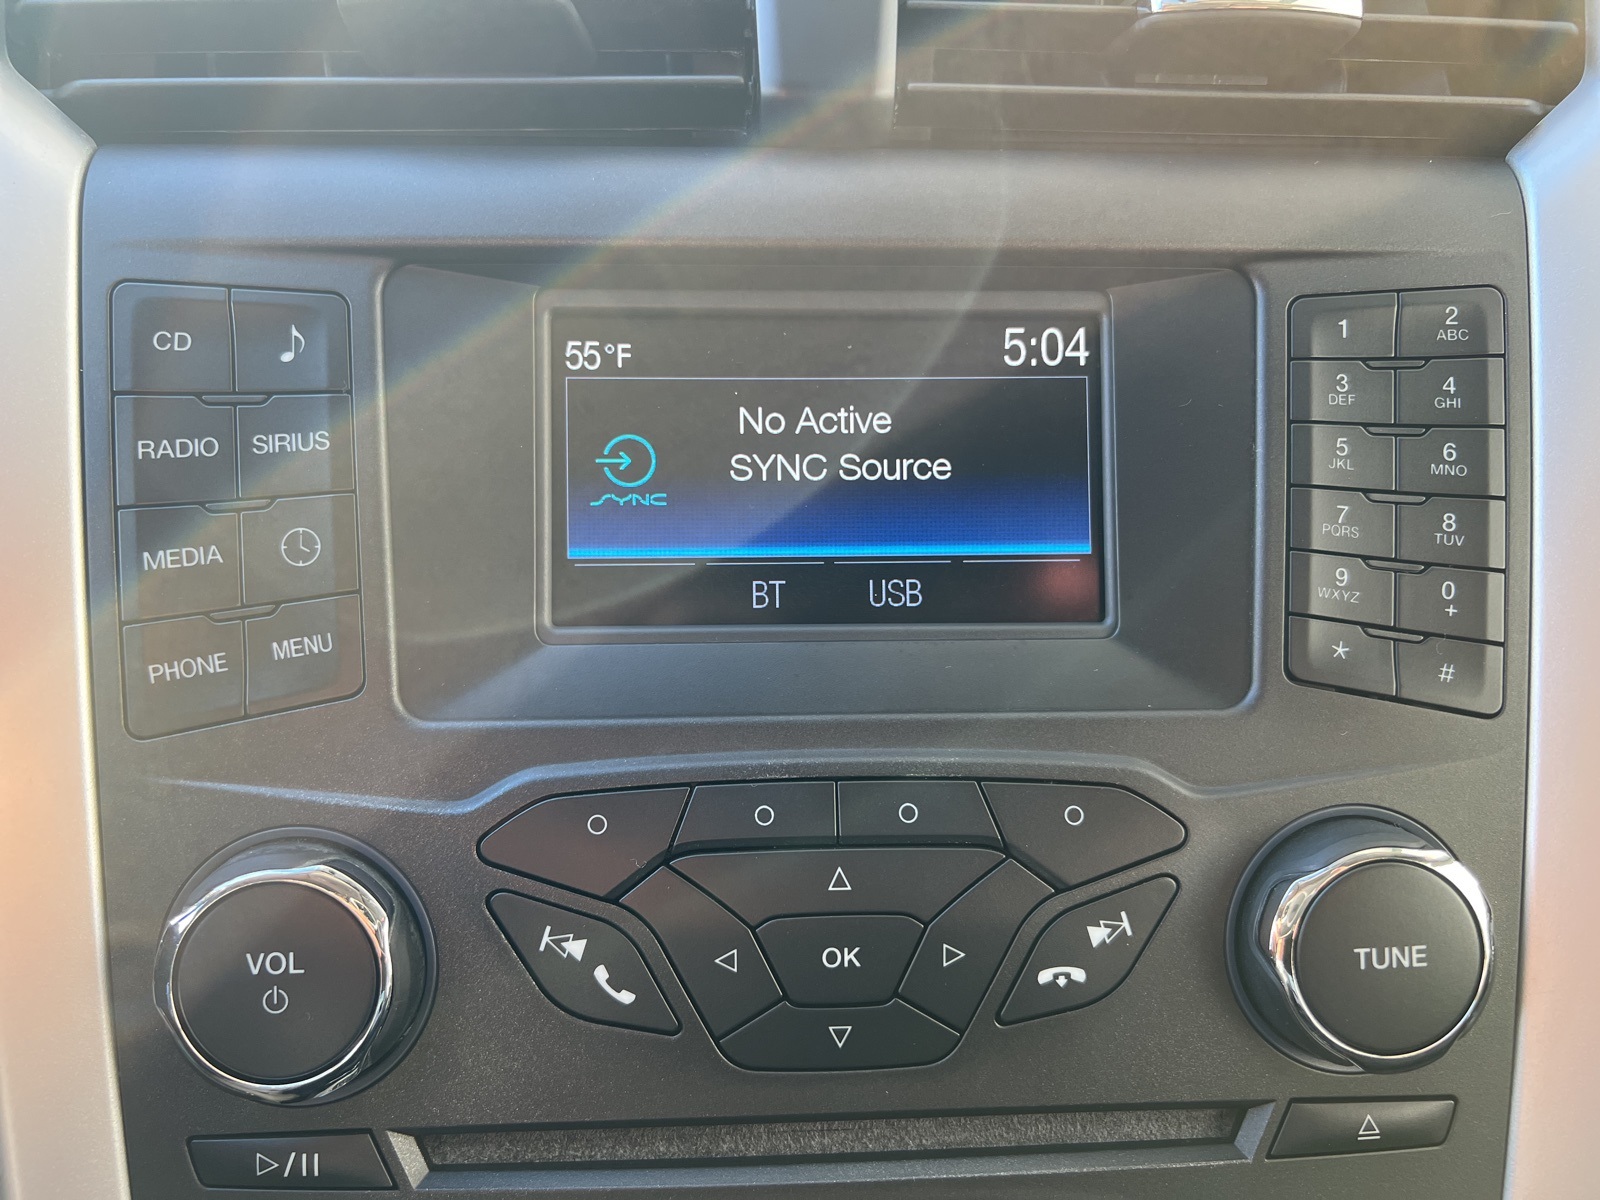 CD
RADIO SIRIUS
MEDIA
PHONE MENU
55°F 5:04
No Active
SYNC Source
SYNC
BT USB
1 2
ABC
3 4
DEF GHI
5 6
JKL MNO
7 8
PQRS TUV
9 0
WXYZ +
* #
VOL
OK
TUNE